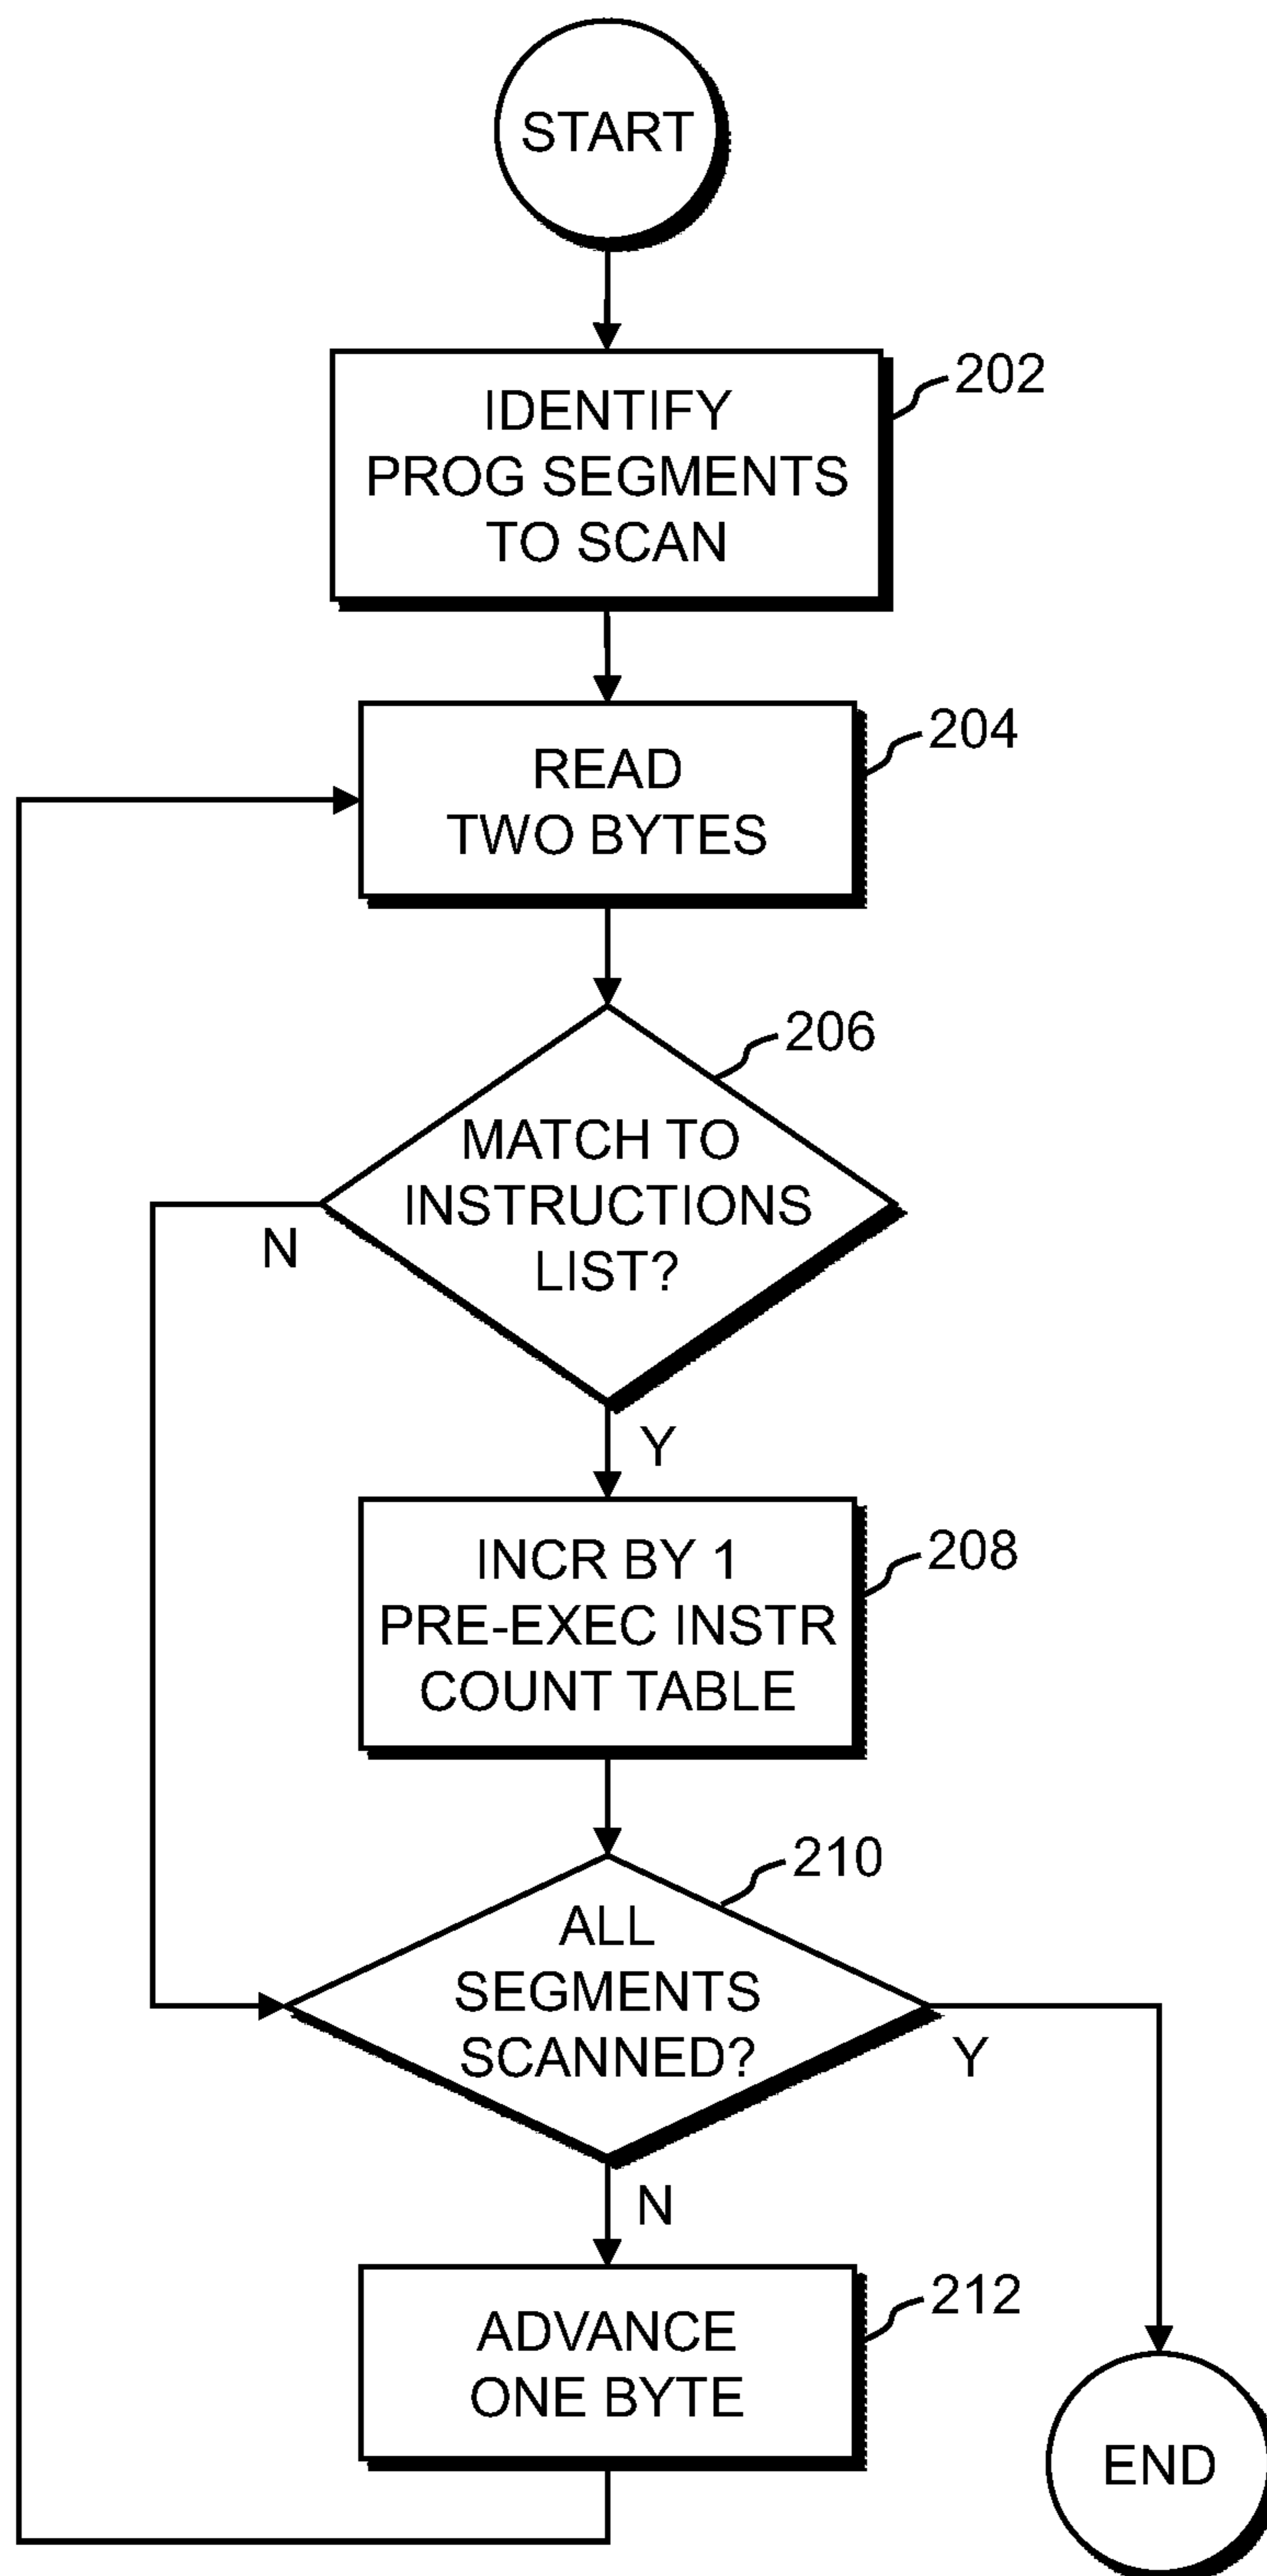 START
IDENTIFY
PROG SEGMENTS
TO SCAN
202
READ
TWO BYTES
204
206
MATCH TO
INSTRUCTIONS
LIST?
N
Y
INCR BY 1
PRE-EXEC INSTR
COUNT TABLE
208
210
ALL
SEGMENTS
SCANNED?
Y
N
ADVANCE
ONE BYTE
212
END